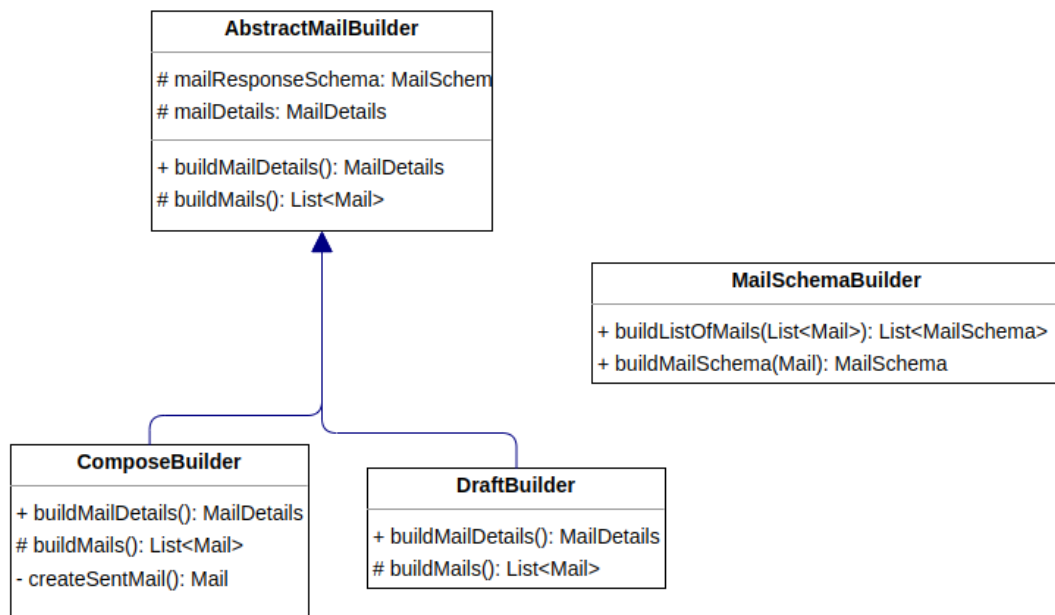 AbstractMailBuilder
# mailResponseSchema: MailSchem
# mailDetails: MailDetails
+ buildMailDetails(): MailDetails
# buildMails(): List<Mail>
MailSchemaBuilder
+ buildListOfMails(List<Mail>): List<MailSchema>
+ buildMailSchema(Mail): MailSchema
ComposeBuilder
+ buildMailDetails(): MailDetails
# buildMails(): List<Mail>
- createSentMail(): Mail
DraftBuilder
+ buildMailDetails(): MailDetails
# buildMails(): List<Mail>